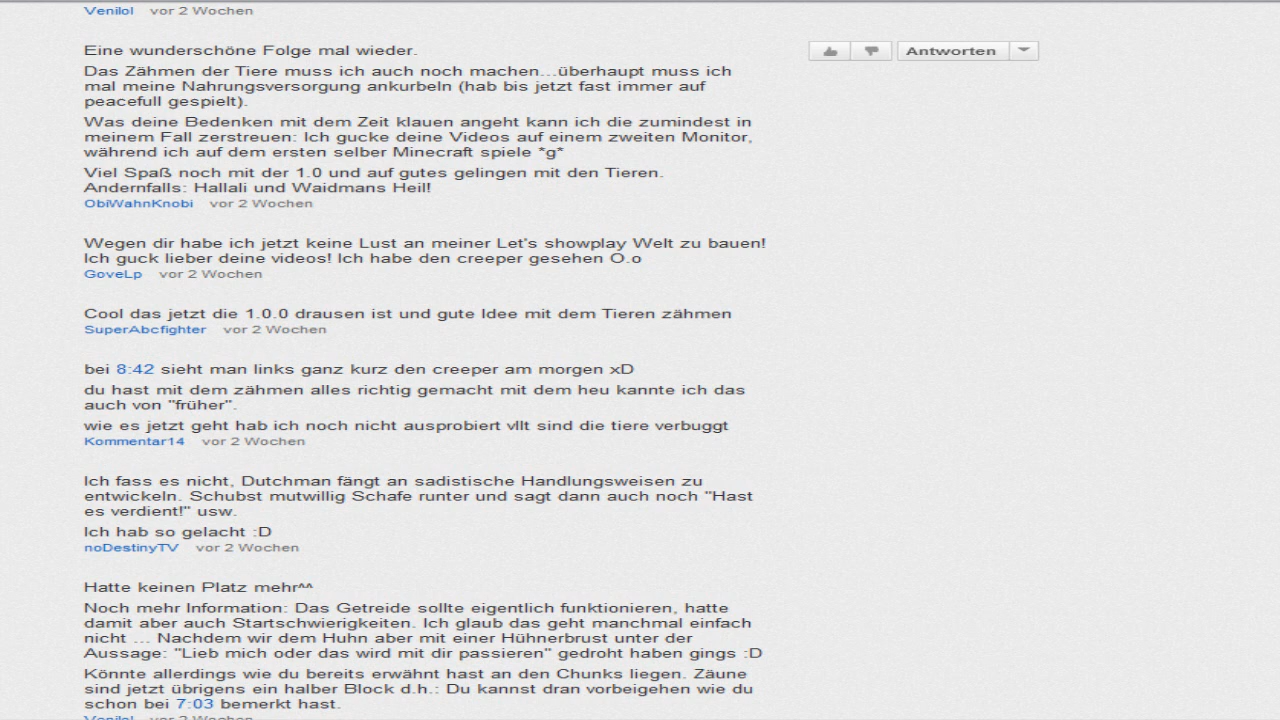 Venilol vor 2 Wochen
Eine wunderschöne Folge mal wieder.
Antworten
Das Zähmen der Tiere muss ich auch noch machen...überhaupt muss ich
mal meine Nahrungsversorgung ankurbeln (hab bis jetzt fast immer auf
peacefull gespielt).
Was deine Bedenken mit dem Zeit klauen angeht kann ich die zumindest in
meinem Fall zerstreuen: Ich gucke deine Videos auf einem zweiten Monitor,
während ich auf dem ersten selber Minecraft spiele *g*
Viel Spaß noch mit der 1.0 und auf gutes gelingen mit den Tieren.
Andernfalls: Hallali und Waidmans Heil!
ObiWahnKnobi vor 2 Wochen
Wegen dir habe ich jetzt keine Lust an meiner Let's showplay Welt zu bauen!
Ich guck lieber deine videos! Ich habe den creeper gesehen O.o
GoveLp vor 2 Wochen
Cool das jetzt die 1.0.0 drausen ist und gute Idee mit dem Tieren zähmen
SuperAbcfighter vor 2 Wochen
bei 8:42 sieht man links ganz kurz den creeper am morgen xD
du hast mit dem zähmen alles richtig gemacht mit dem heu kannte ich das
auch von "früher".
wie es jetzt geht hab ich noch nicht ausprobiert vllt sind die tiere verbuggt
Kommentar14 vor 2 Wochen
Ich fass es nicht, Dutchman fängt an sadistische Handlungsweisen zu
entwickeln. Schubst mutwillig Schafe runter und sagt dann auch noch "Hast
es verdient!" usw.
Ich hab so gelacht :D
noDestinyTV vor 2 Wochen
Hatte keinen Platz mehr^^
Noch mehr Information: Das Getreide sollte eigentlich funktionieren, hatte
damit aber auch Startschwierigkeiten. Ich glaub das geht manchmal einfach
nicht ... Nachdem wir dem Huhn aber mit einer Hühnerbrust unter der
Aussage: "Lieb mich oder das wird mit dir passieren" gedroht haben gings :D
Könnte allerdings wie du bereits erwähnt hast an den Chunks liegen. Zäune
sind jetzt übrigens ein halber Block d.h.: Du kannst dran vorbeigehen wie du
schon bei 7:03 bemerkt hast.
Venilol vor 2 Wochen